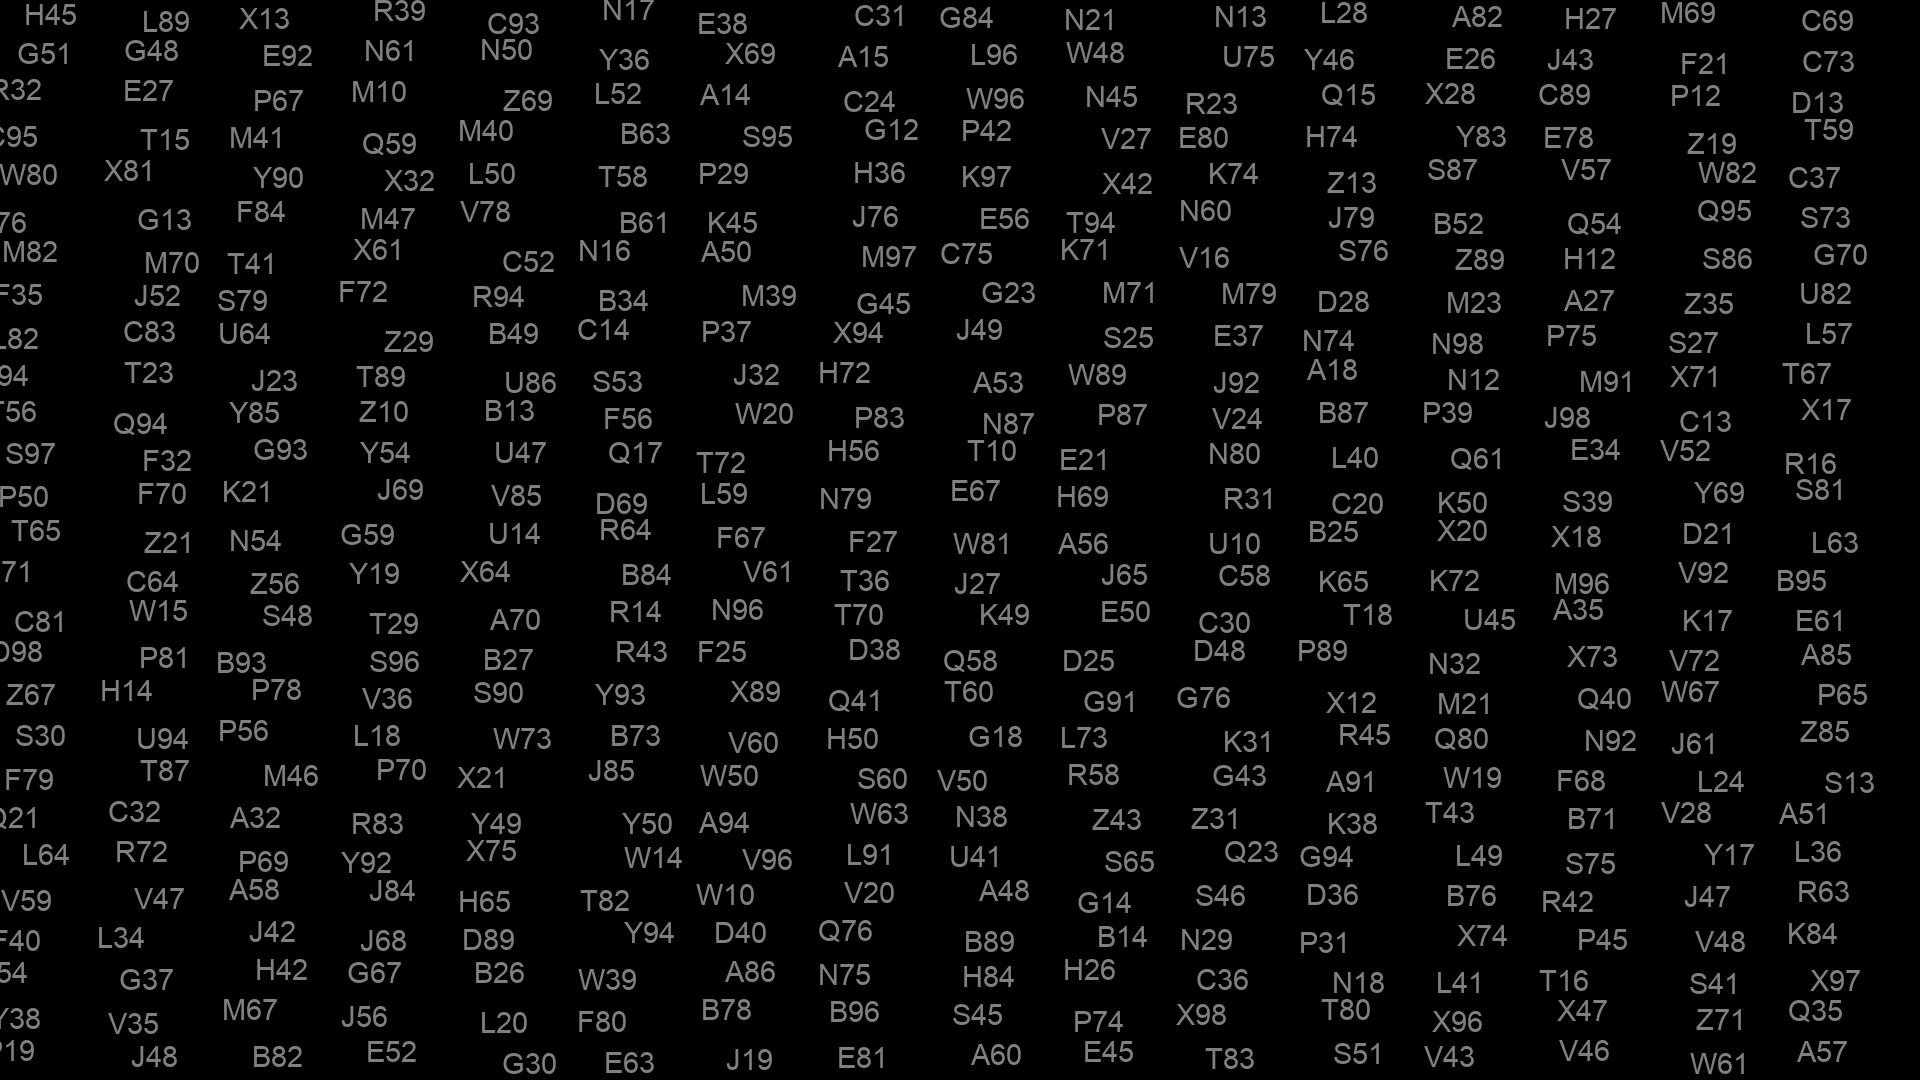 H45 L89 X13 R39 C93 N17 E38 C31 G84 N21 N13 L28 A82 H27 M69 C69
G51 G48 E92 N61 N50 Y36 X69 A15 L96 W48 U75 Y46 E26 J43 F21 C73
R32 E27 P67 M10 Z69 L52 A14 C24 W96 N45 R23 Q15 X28 C89 P12 D13
C95 T15 M41 Q59 M40 B63 S95 G12 P42 V27 E80 H74 Y83 E78 Z19 T59
W80 X81 Y90 X32 L50 T58 P29 H36 K97 X42 K74 Z13 S87 V57 W82 C37
76 G13 F84 M47 V78 B61 K45 J76 E56 T94 N60 J79 B52 Q54 Q95 S73
M82 M70 T41 X61 C52 N16 A50 M97 C75 K71 V16 S76 Z89 H12 S86 G70
F35 J52 S79 F72 R94 B34 M39 G45 G23 M71 M79 D28 M23 A27 Z35 U82
L82 C83 U64 Z29 B49 C14 P37 X94 J49 S25 E37 N74 N98 P75 S27 L57
94 T23 J23 T89 U86 S53 J32 H72 A53 W89 J92 A18 N12 M91 X71 T67
T56 Q94 Y85 Z10 B13 F56 W20 P83 N87 P87 V24 B87 P39 J98 C13 X17
S97 F32 G93 Y54 U47 Q17 T72 H56 T10 E21 N80 L40 Q61 E34 V52 R16
P50 F70 K21 J69 V85 D69 L59 N79 E67 H69 R31 C20 K50 S39 Y69 S81
T65 Z21 N54 G59 U14 R64 F67 F27 W81 A56 U10 B25 X20 X18 D21 L63
71 C64 Z56 Y19 X64 B84 V61 T36 J27 J65 C58 K65 K72 M96 V92 B95
C81 W15 S48 T29 A70 R14 N96 T70 K49 E50 C30 T18 U45 A35 K17 E61
D98 P81 B93 S96 B27 R43 F25 D38 Q58 D25 D48 P89 N32 X73 V72 A85
Z67 H14 P78 V36 S90 Y93 X89 Q41 T60 G91 G76 X12 M21 Q40 W67 P65
S30 U94 P56 L18 W73 B73 V60 H50 G18 L73 K31 R45 Q80 N92 J61 Z85
F79 T87 M46 P70 X21 J85 W50 S60 V50 R58 G43 A91 W19 F68 L24 S13
Q21 C32 A32 R83 Y49 Y50 A94 W63 N38 Z43 Z31 K38 T43 B71 V28 A51
L64 R72 P69 Y92 X75 W14 V96 L91 U41 S65 Q23 G94 L49 S75 Y17 L36
V59 V47 A58 J84 H65 T82 W10 V20 A48 G14 S46 D36 B76 R42 J47 R63
F40 L34 J42 J68 D89 Y94 D40 Q76 B89 B14 N29 P31 X74 P45 V48 K84
54 G37 H42 G67 B26 W39 A86 N75 H84 H26 C36 N18 L41 T16 S41 X97
Y38 V35 M67 J56 L20 F80 B78 B96 S45 P74 X98 T80 X96 X47 Z71 Q35
19 J48 B82 E52 G30 E63 J19 E81 A60 E45 T83 S51 V43 V46 W61 A57